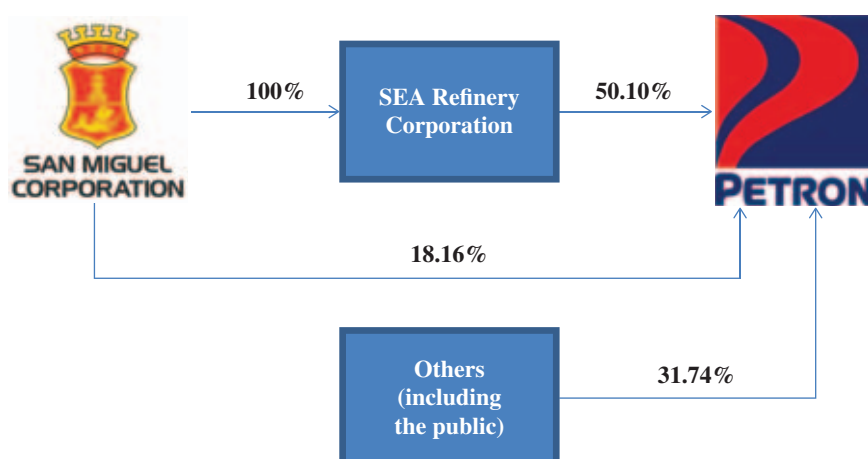 SAN MIGUEL
CORPORATION
100%
SEA Refinery
Corporation
50.10%
PETRON
18.16%
Others
(including
the public)
31.74%